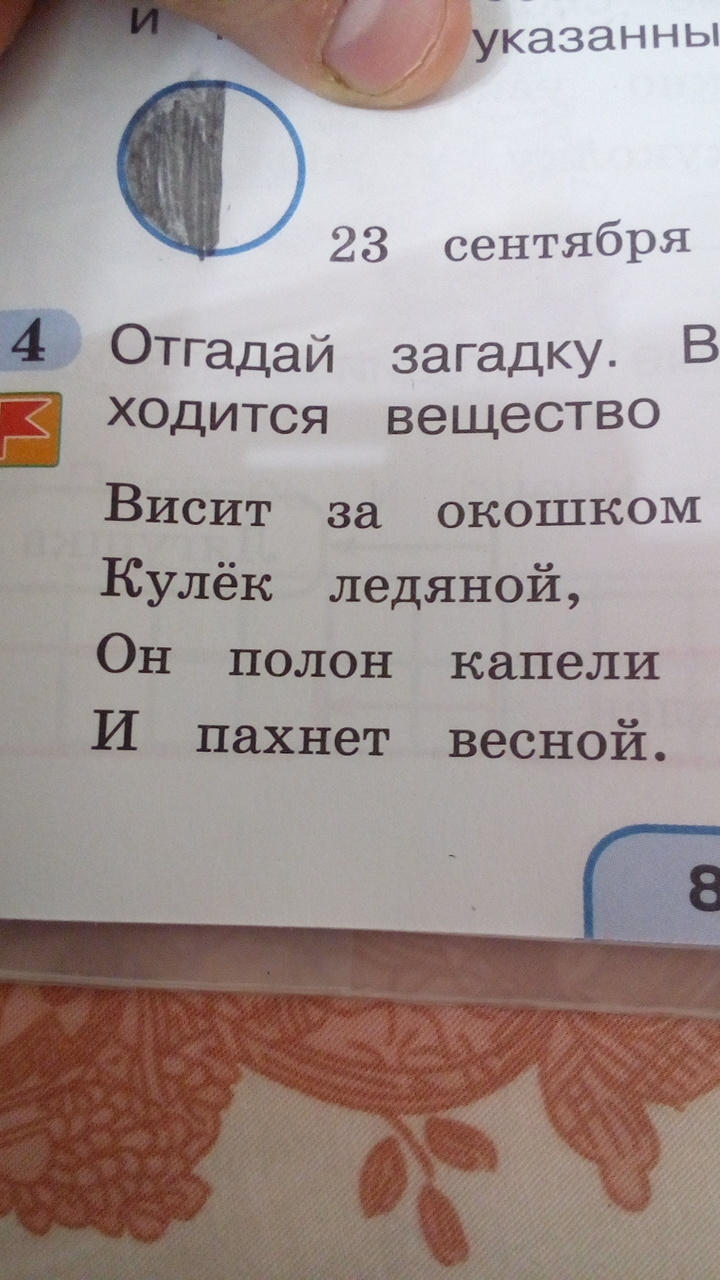 и
указанны
23 сентября
4 Отгадай загадку. В
ходится вещество
Висит за окошком
Кулёк ледяной,
Он полон капели
И пахнет весной.
8